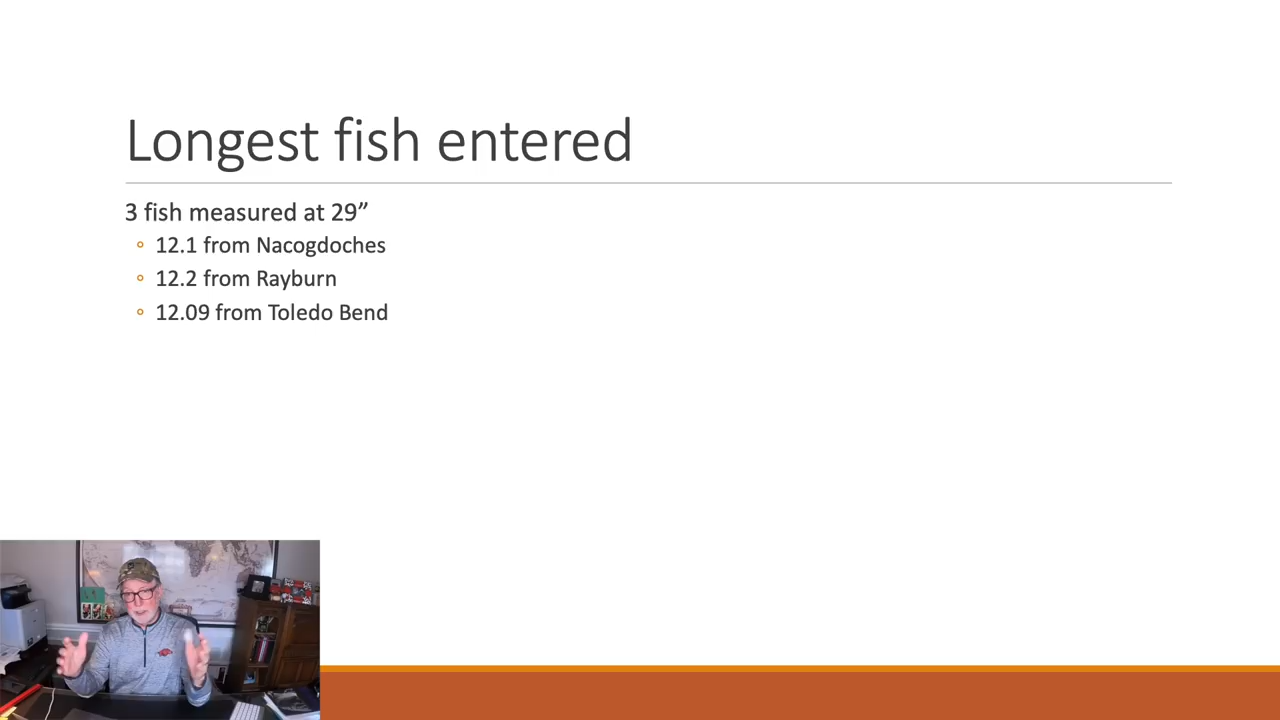 Longest fish entered
3 fish measured at 29”
12.1 from Nacogdoches
12.2 from Rayburn
12.09 from Toledo Bend